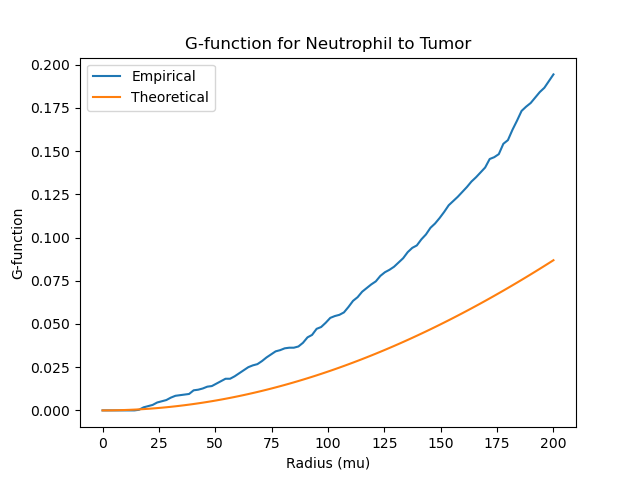 G-function for Neutrophil to Tumor
Empirical
Theoretical
G-function
0.200
0.175
0.150
0.125
0.100
0.075
0.050
0.025
0.000
0 25 50 75 100 125 150 175 200
Radius (mu)